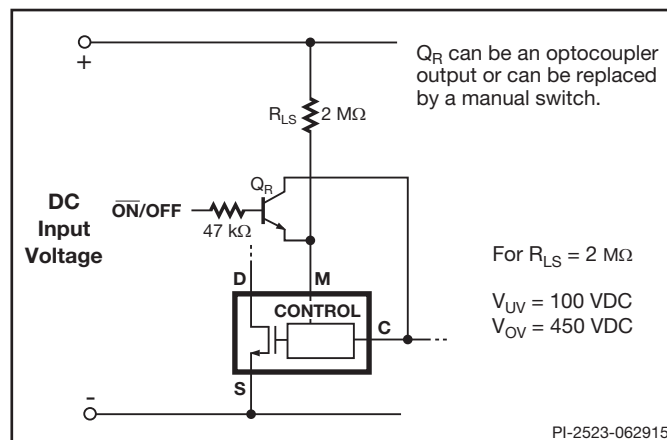 +
Q_R can be an optocoupler
output or can be replaced
by a manual switch.
R_LS
2 MΩ
Q_R
DC
Input
Voltage
O̅N̅/OFF
47 kΩ
For R_LS = 2 MΩ
V_UV = 100 VDC
V_OV = 450 VDC
D
M
CONTROL
C
S
-
PI-2523-062915